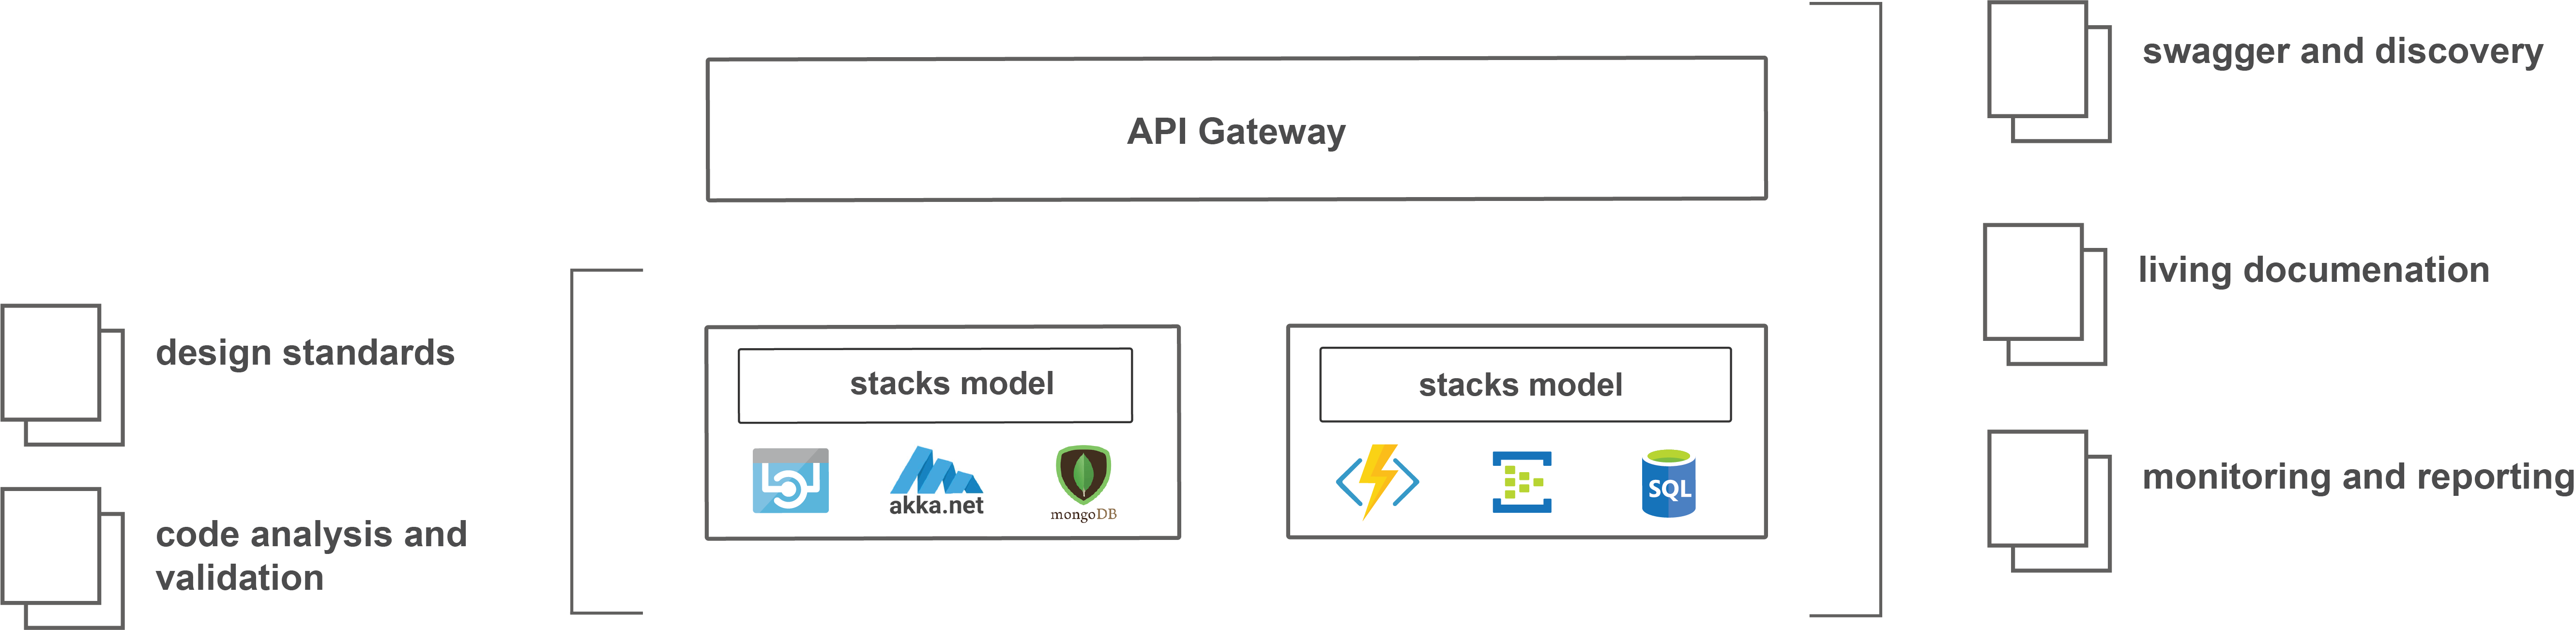 API Gateway
swagger and discovery
living documenation
design standards
stacks model
stacks model
akka.net
mongoDB
SQL
monitoring and reporting
code analysis and
validation